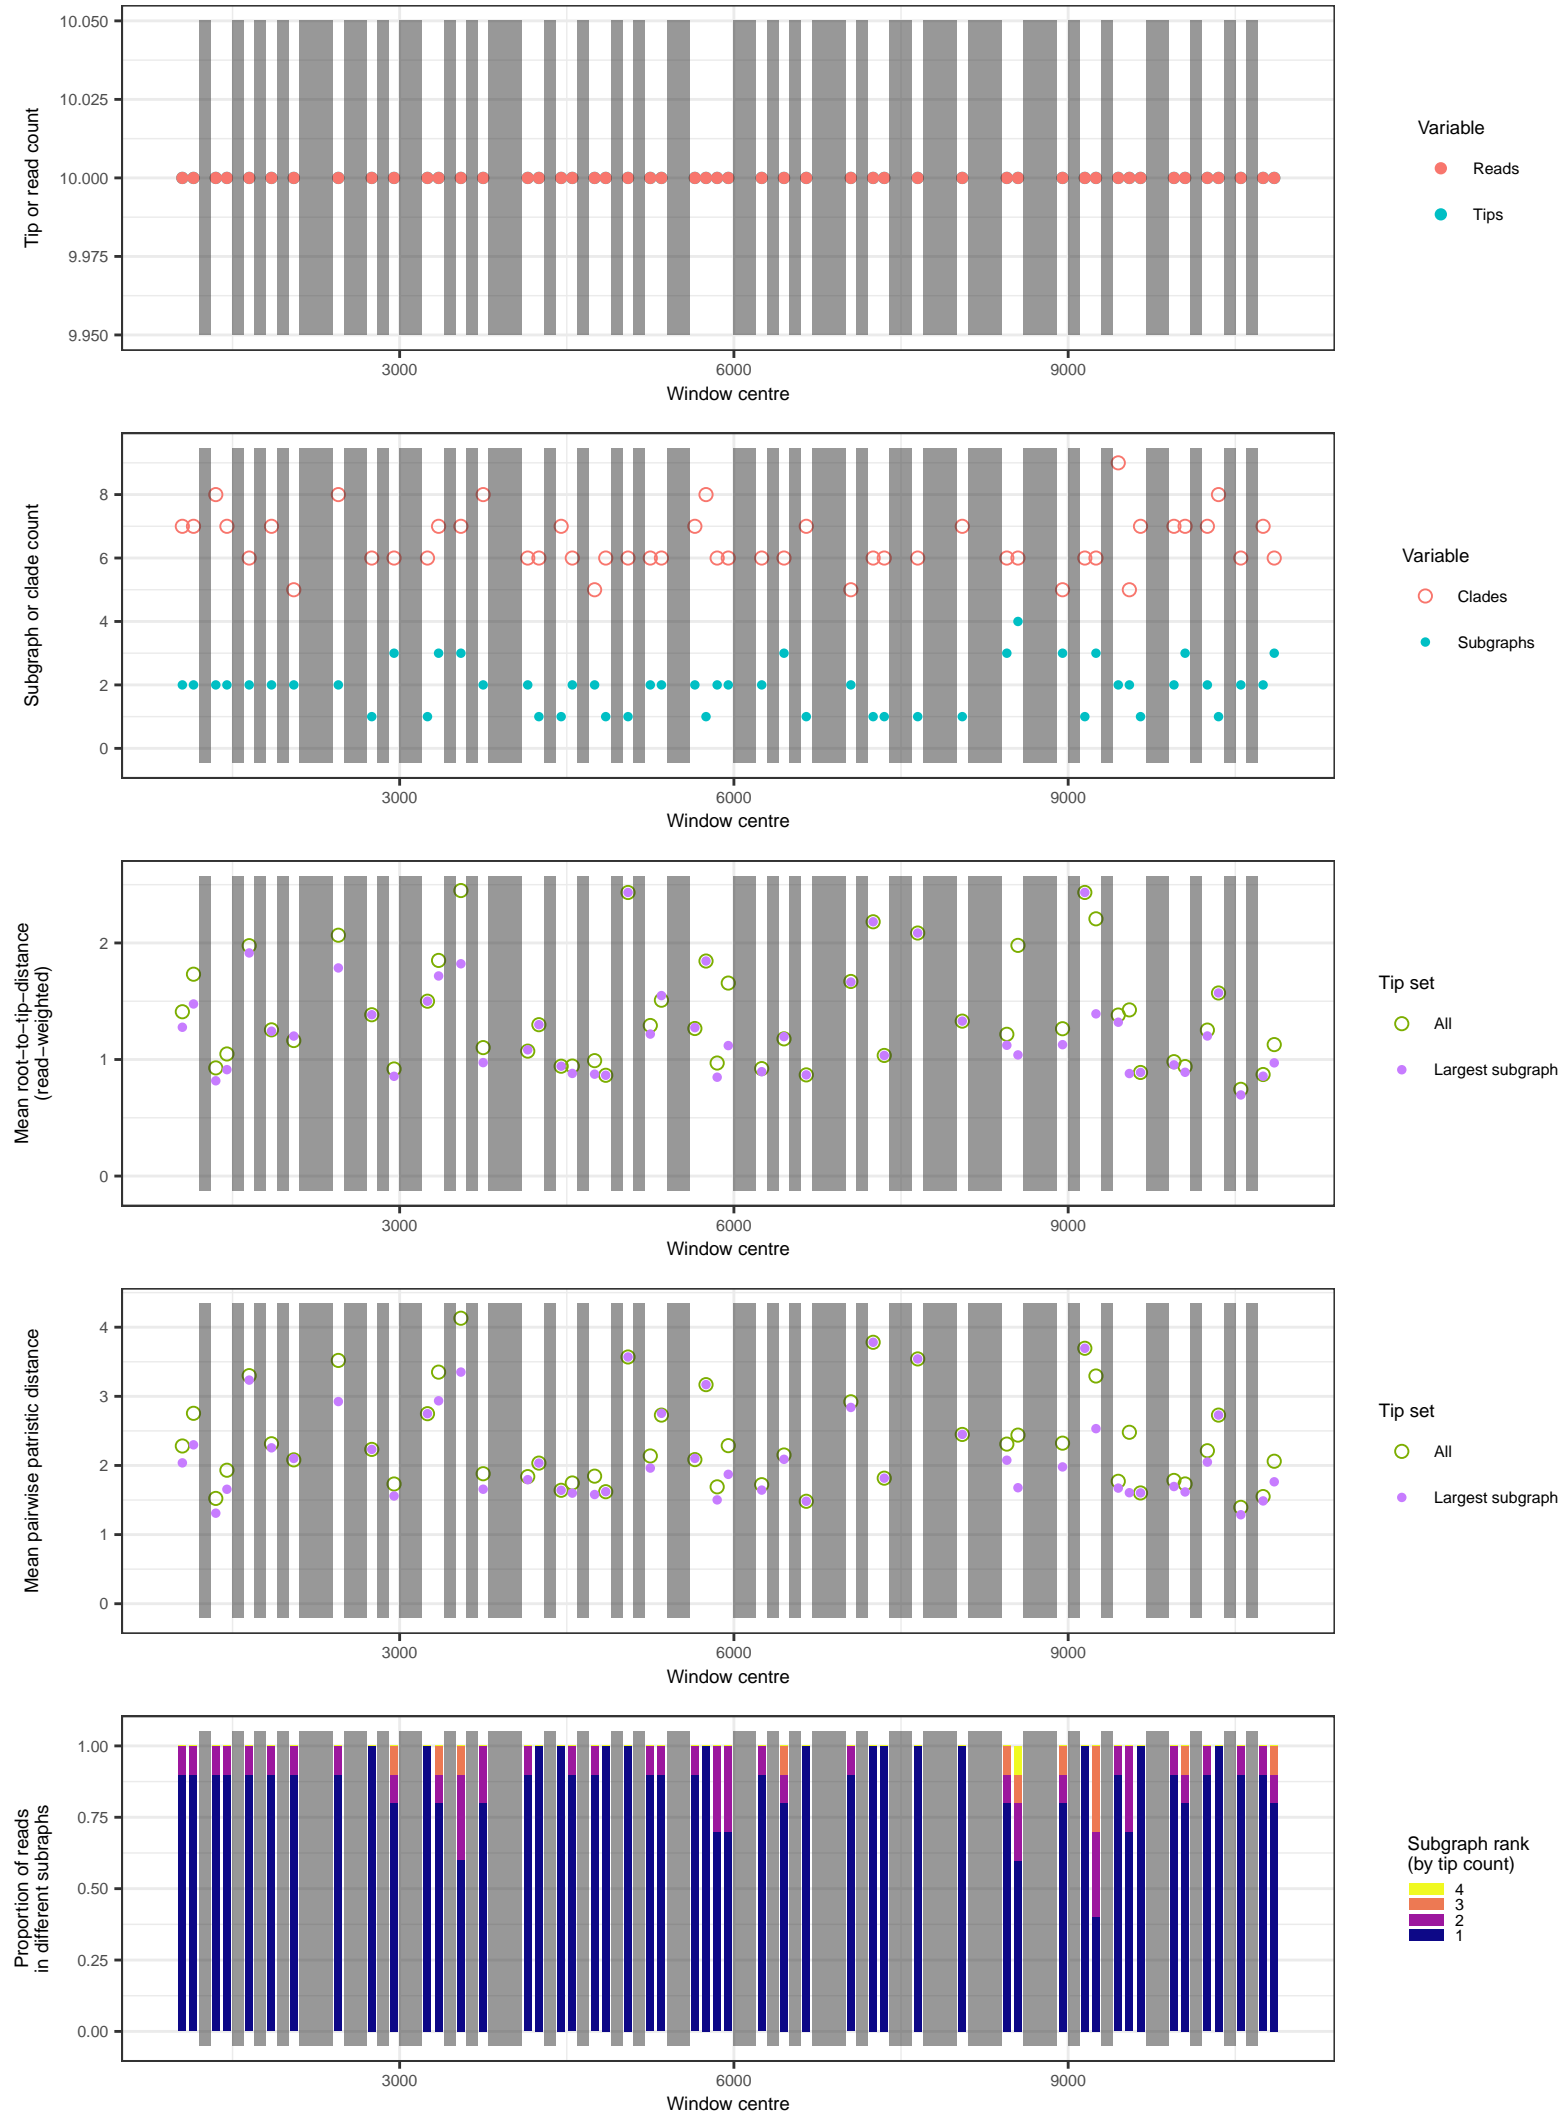 10.050
10.025
10.000
9.975
9.950
Tip or read count
3000
6000
9000
Window centre
Variable
Reads
Tips
8
6
4
2
0
Subgraph or clade count
3000
6000
9000
Window centre
Variable
Clades
Subgraphs
2
1
0
Mean root−to−tip−distance
(read−weighted)
3000
6000
9000
Window centre
Tip set
All
Largest subgraph
4
3
2
1
0
Mean pairwise patristic distance
3000
6000
9000
Window centre
Tip set
All
Largest subgraph
1.00
0.75
0.50
0.25
0.00
Proportion of reads
in different subraphs
3000
6000
9000
Window centre
Subgraph rank
(by tip count)
4
3
2
1